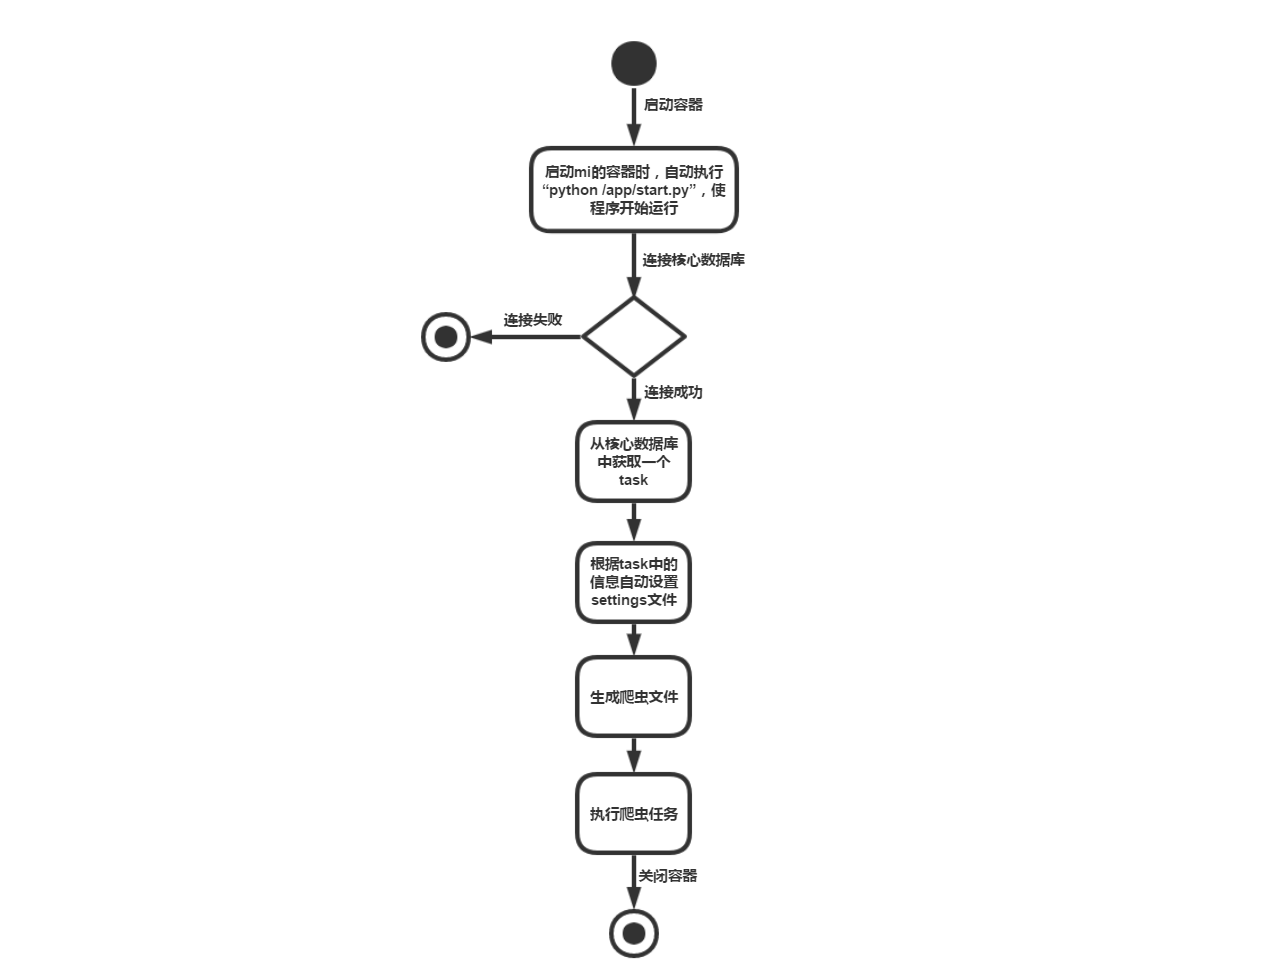 启动容器
启动mi的容器时，自动执行
“python /app/start.py”，使
程序开始运行
连接核心数据库
连接失败
连接成功
从核心数据库
中获取一个
task
根据task中的
信息自动设置
settings文件
生成爬虫文件
执行爬虫任务
关闭容器